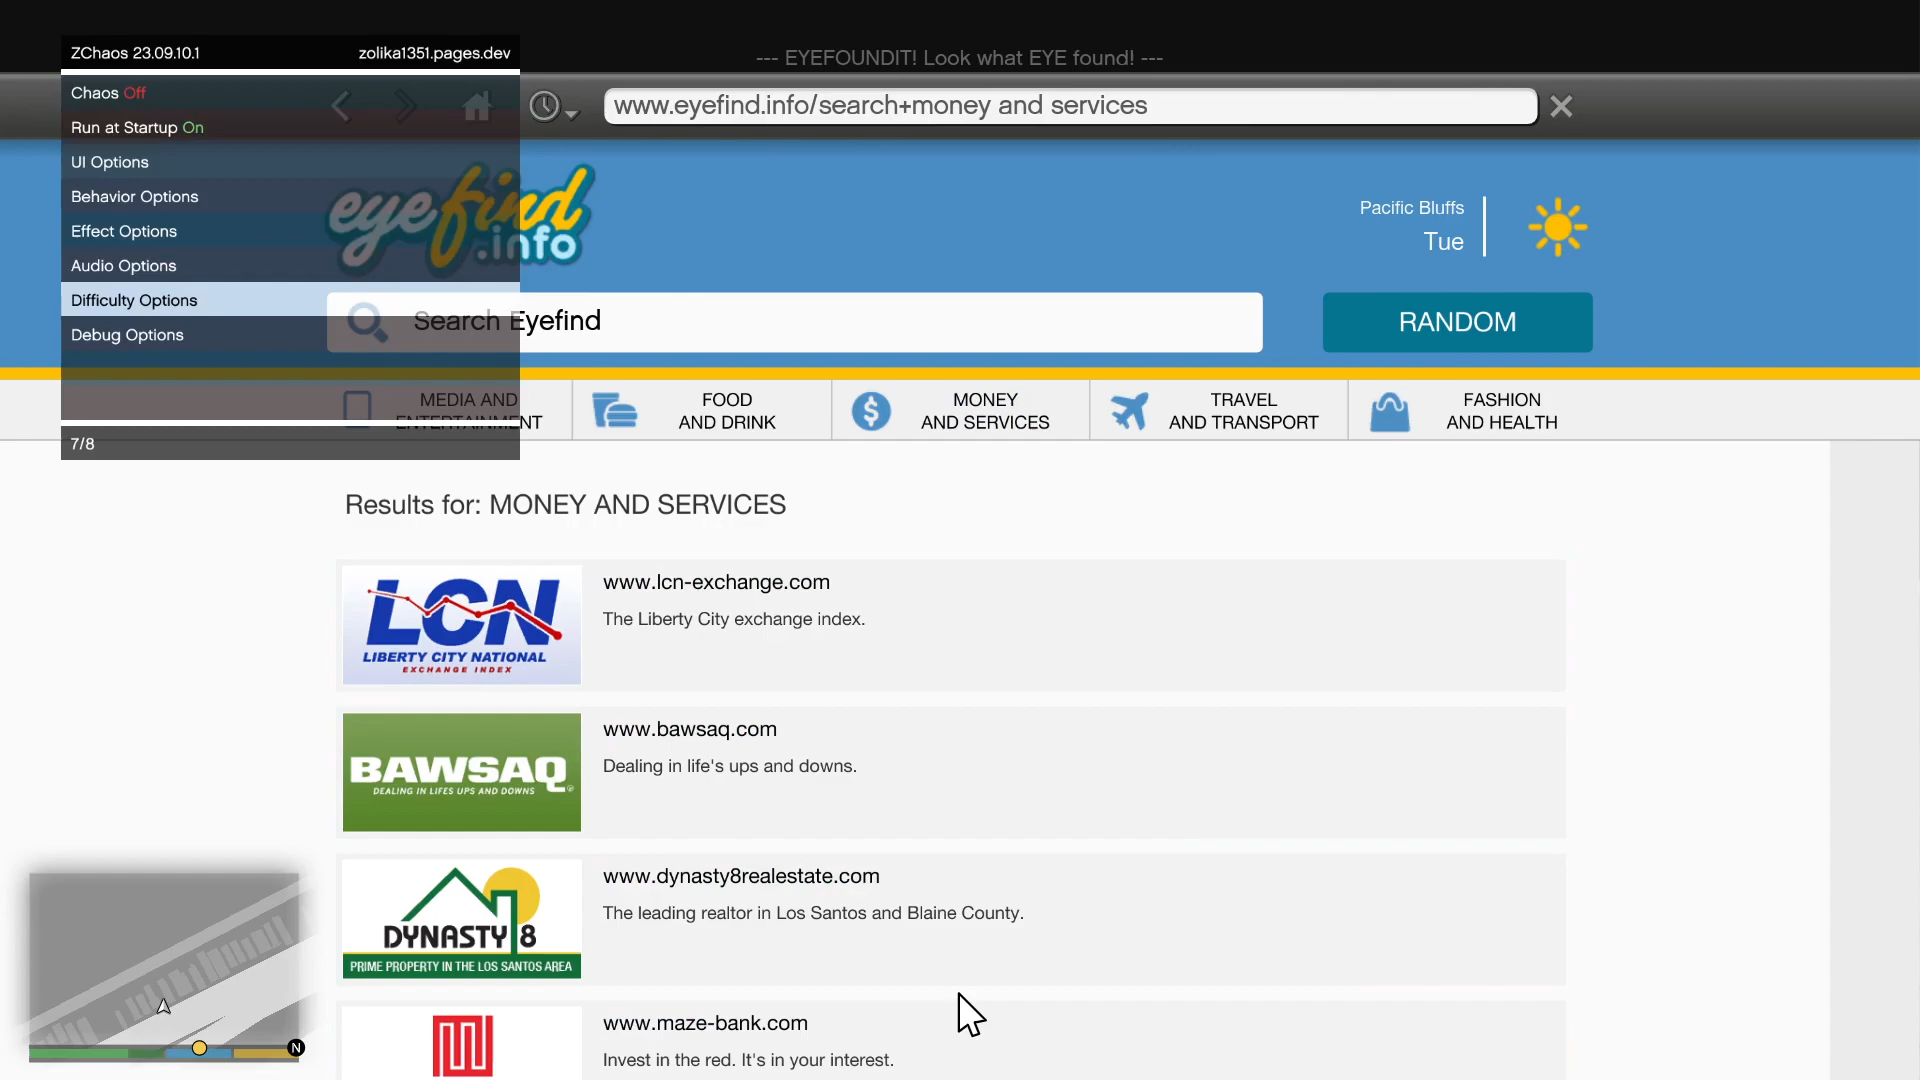 ZChaos 23.09.10.1 zolika1351.pages.dev
Chaos Off
Run at Startup On
UI Options
Behavior Options
Effect Options
Audio Options
Difficulty Options
Debug Options
7/8
--- EYEFOUNDIT! Look what EYE found! ---
www.eyefind.info/search+money and services
eyefind
.info
Pacific Bluffs
Tue
Search Eyefind
RANDOM
MEDIA AND
ENTERTAINMENT
FOOD
AND DRINK
MONEY
AND SERVICES
TRAVEL
AND TRANSPORT
FASHION
AND HEALTH
Results for: MONEY AND SERVICES
LCN
LIBERTY CITY NATIONAL
EXCHANGE INDEX
www.lcn-exchange.com
The Liberty City exchange index.
BAWSAQ
DEALING IN LIFES UPS AND DOWNS
www.bawsaq.com
Dealing in life's ups and downs.
DYNASTY 8
PRIME PROPERTY IN THE LOS SANTOS AREA
www.dynasty8realestate.com
The leading realtor in Los Santos and Blaine County.
www.maze-bank.com
Invest in the red. It's in your interest.
N